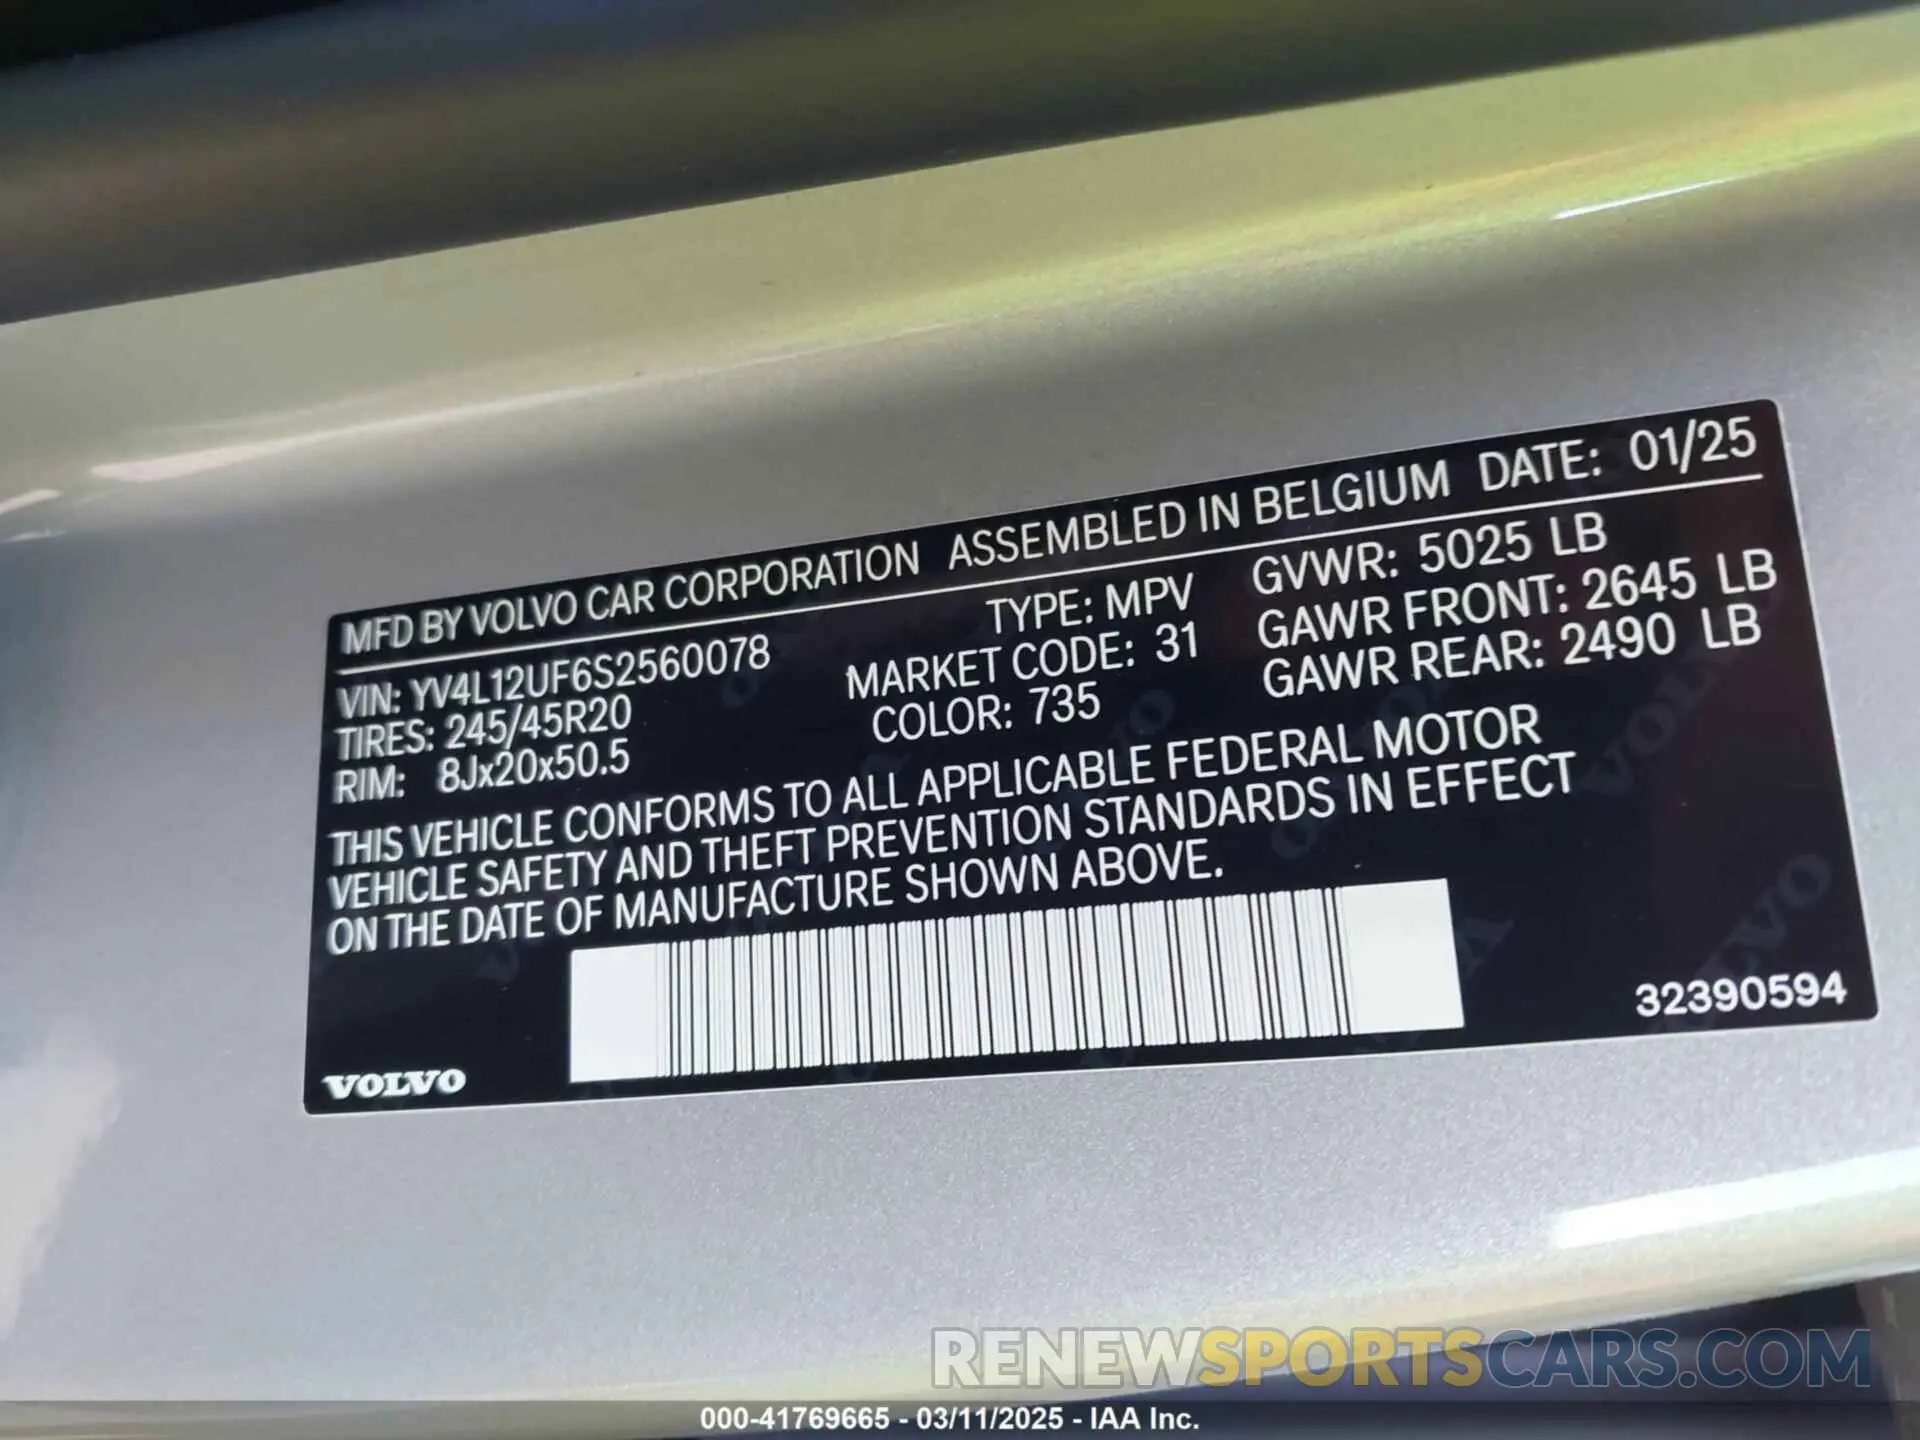 MFD BY VOLVO CAR CORPORATION ASSEMBLED IN BELGIUM DATE: 01/25
VIN: YV4L12UF6S2560078 TYPE: MPV GVWR: 5025 LB
TIRES: 245/45R20 MARKET CODE: 31 GAWR FRONT: 2645 LB
RIM: 8Jx20x50.5 COLOR: 735 GAWR REAR: 2490 LB
THIS VEHICLE CONFORMS TO ALL APPLICABLE FEDERAL MOTOR
VEHICLE SAFETY AND THEFT PREVENTION STANDARDS IN EFFECT
ON THE DATE OF MANUFACTURE SHOWN ABOVE.
32390594
VOLVO
RENEWSPORTSCARS.COM
000-41769665 - 03/11/2025 - IAA Inc.